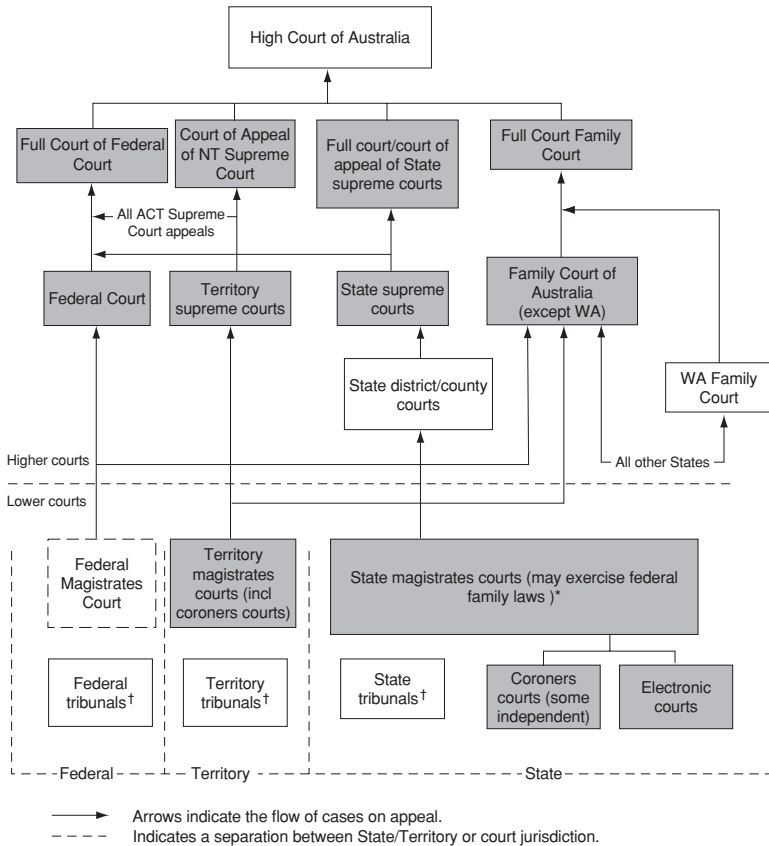 High Court of Australia
Full Court of Federal
Court
Court of Appeal
of NT Supreme
Court
Full court/court of
appeal of State
supreme courts
Full Court Family
Court
All ACT Supreme
Court appeals
Federal Court
Territory
supreme courts
State supreme
courts
Family Court of
Australia
(except WA)
State district/county
courts
WA Family
Court
Higher courts
All other States
Lower courts
Federal
Magistrates
Court
Territory
magistrates
courts (incl
coroners courts)
State magistrates courts (may exercise federal
family laws )*
Federal
tribunals†
Territory
tribunals†
State
tribunals†
Coroners
courts (some
independent)
Electronic
courts
Federal
Territory
State
Arrows indicate the flow of cases on appeal.
Indicates a separation between State/Territory or court jurisdiction.